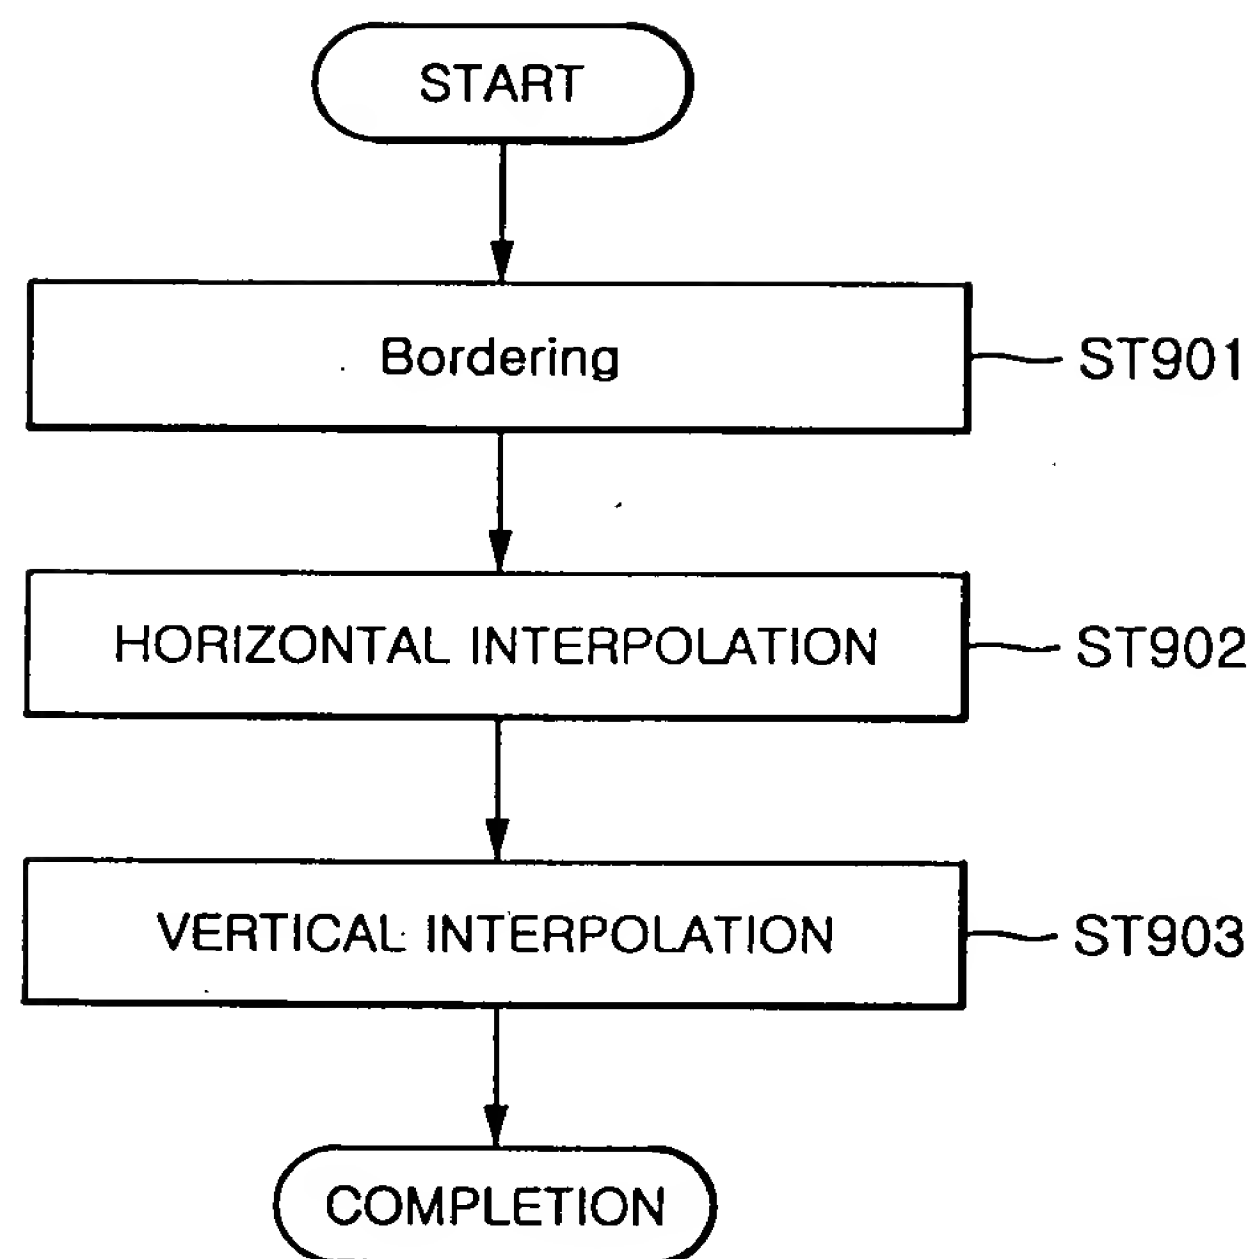 START
Bordering
ST901
HORIZONTAL INTERPOLATION
ST902
VERTICAL INTERPOLATION
ST903
COMPLETION